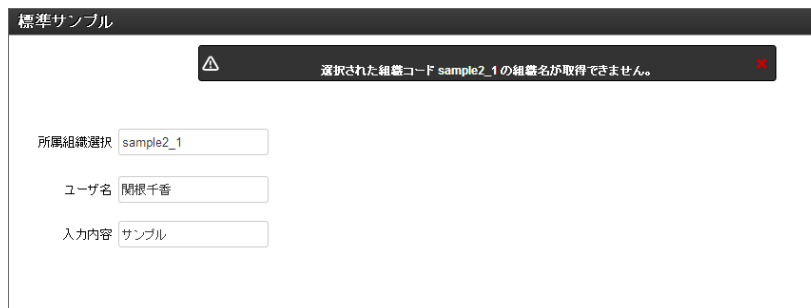 標準サンプル
選択された組織コード sample2_1 の組織名が取得できません。
所属組織選択 sample2_1
ユーザ名 関根千香
入力内容 サンプル